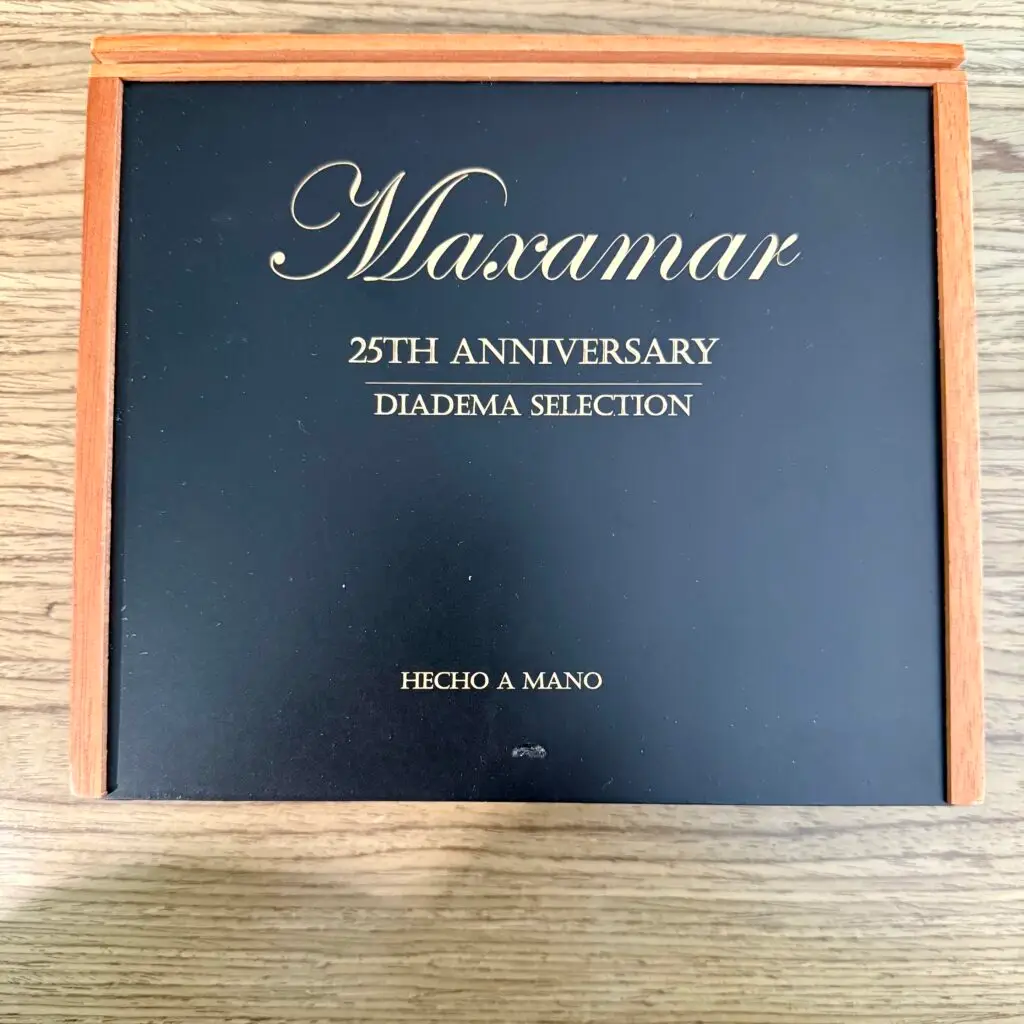 Maxamar
25TH ANNIVERSARY
DIADEMA SELECTION
HECHO A MANO